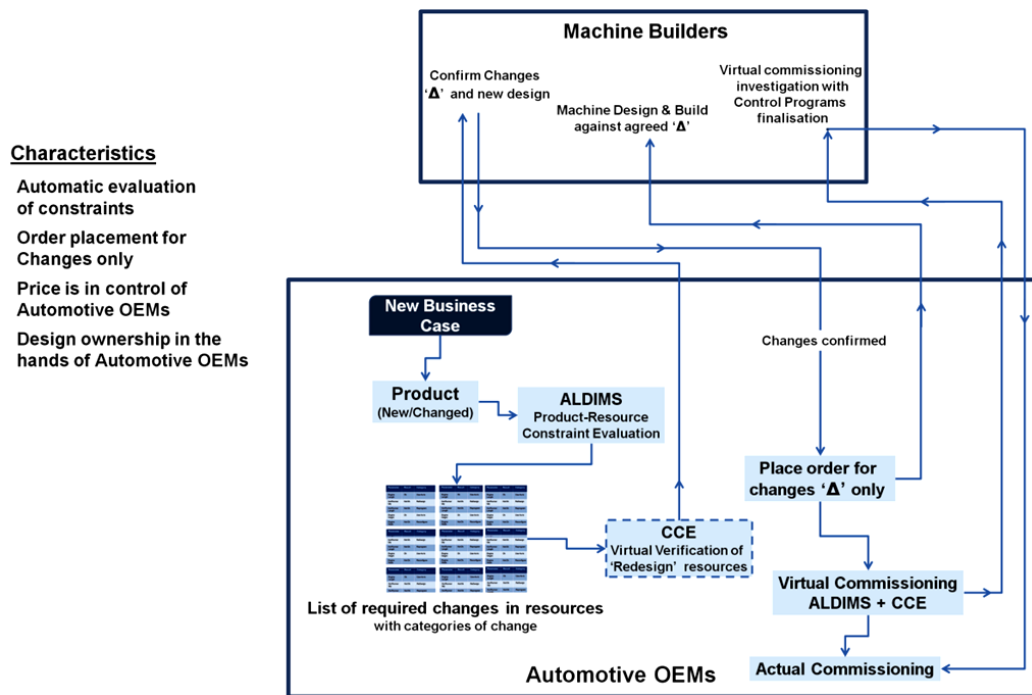 Machine Builders
Confirm Changes
‘Δ’ and new design
Machine Design & Build
against agreed ‘Δ’
Virtual commissioning
investigation with
Control Programs
finalisation
Characteristics
Automatic evaluation
of constraints
Order placement for
Changes only
Price is in control of
Automotive OEMs
Design ownership in the
hands of Automotive OEMs
New Business
Case
Product
(New/Changed)
ALDIMS
Product-Resource
Constraint Evaluation
Changes confirmed
Place order for
changes ‘Δ’ only
CCE
Virtual Verification of
‘Redesign’ resources
List of required changes in resources
with categories of change
Virtual Commissioning
ALDIMS + CCE
Actual Commissioning
Automotive OEMs